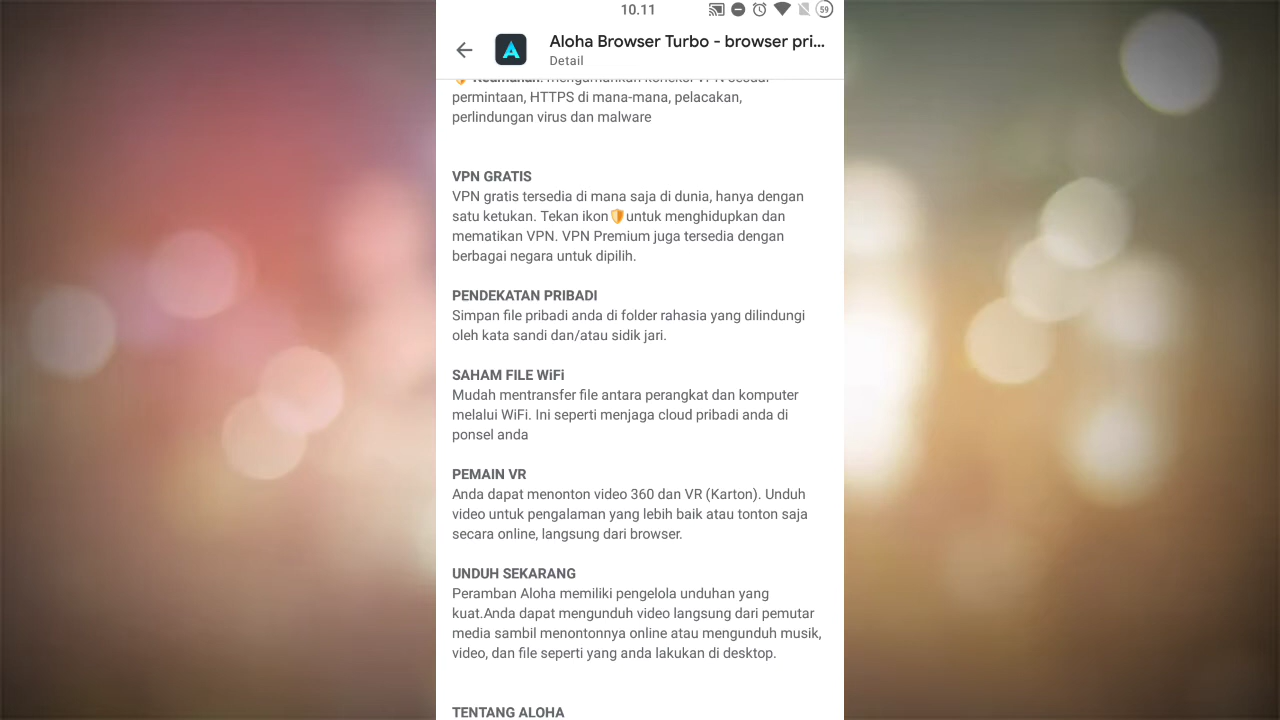 10.11
59
Aloha Browser Turbo - browser pri...
Detail
permintaan, HTTPS di mana-mana, pelacakan,
perlindungan virus dan malware
VPN GRATIS
VPN gratis tersedia di mana saja di dunia, hanya dengan
satu ketukan. Tekan ikon🛡️untuk menghidupkan dan
mematikan VPN. VPN Premium juga tersedia dengan
berbagai negara untuk dipilih.
PENDEKATAN PRIBADI
Simpan file pribadi anda di folder rahasia yang dilindungi
oleh kata sandi dan/atau sidik jari.
SAHAM FILE WiFi
Mudah mentransfer file antara perangkat dan komputer
melalui WiFi. Ini seperti menjaga cloud pribadi anda di
ponsel anda
PEMAIN VR
Anda dapat menonton video 360 dan VR (Karton). Unduh
video untuk pengalaman yang lebih baik atau tonton saja
secara online, langsung dari browser.
UNDUH SEKARANG
Peramban Aloha memiliki pengelola unduhan yang
kuat.Anda dapat mengunduh video langsung dari pemutar
media sambil menontonnya online atau mengunduh musik,
video, dan file seperti yang anda lakukan di desktop.
TENTANG ALOHA